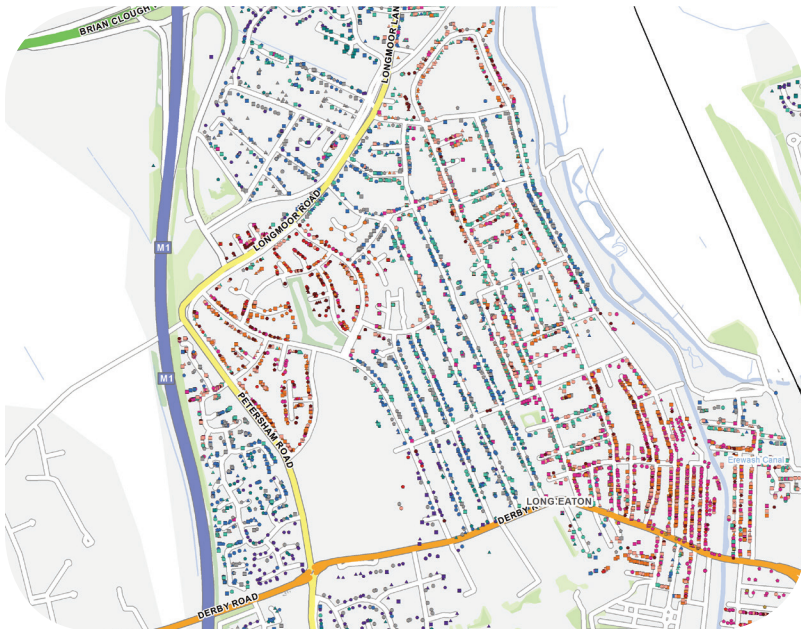 BRIAN CLOUGH
LONGMOOR LAN
LONGMOOR ROAD
M1
M1
PETERSHAM ROAD
Erewash Canal
LONG EATON
DERBY R
DERBY ROAD